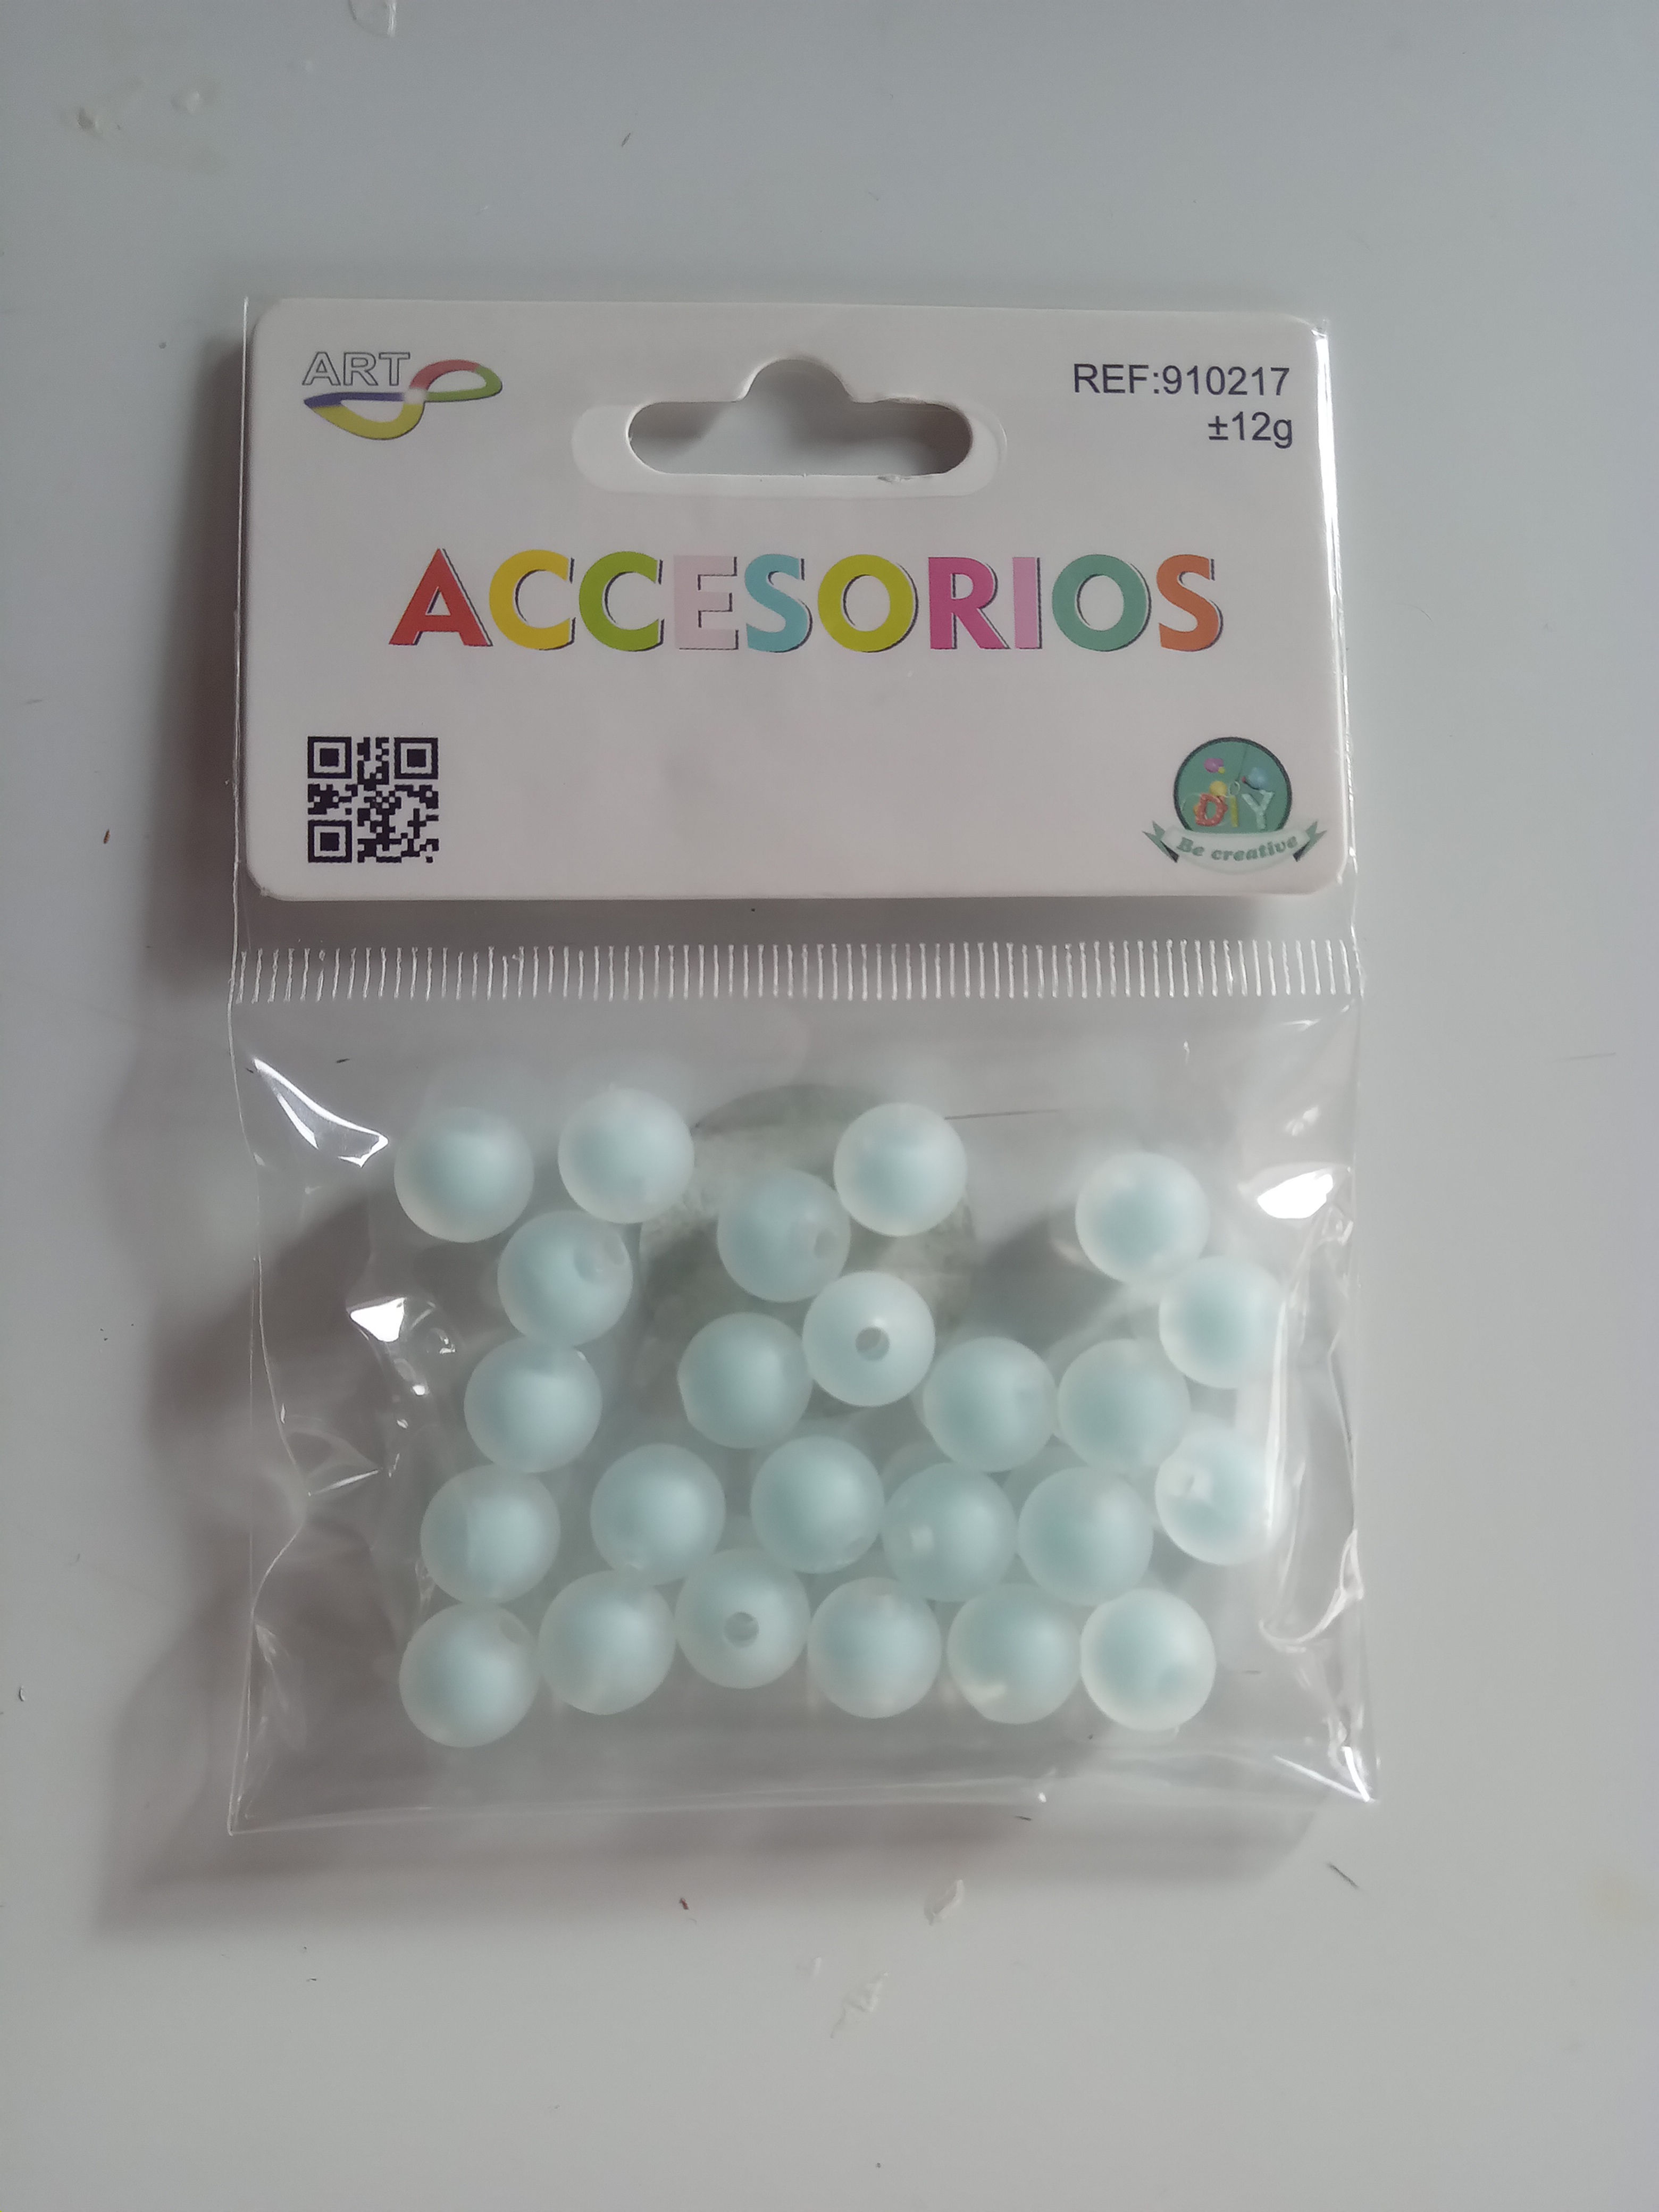 ART
REF:910217
±12g
ACCESORIOS
DIY
Be creative